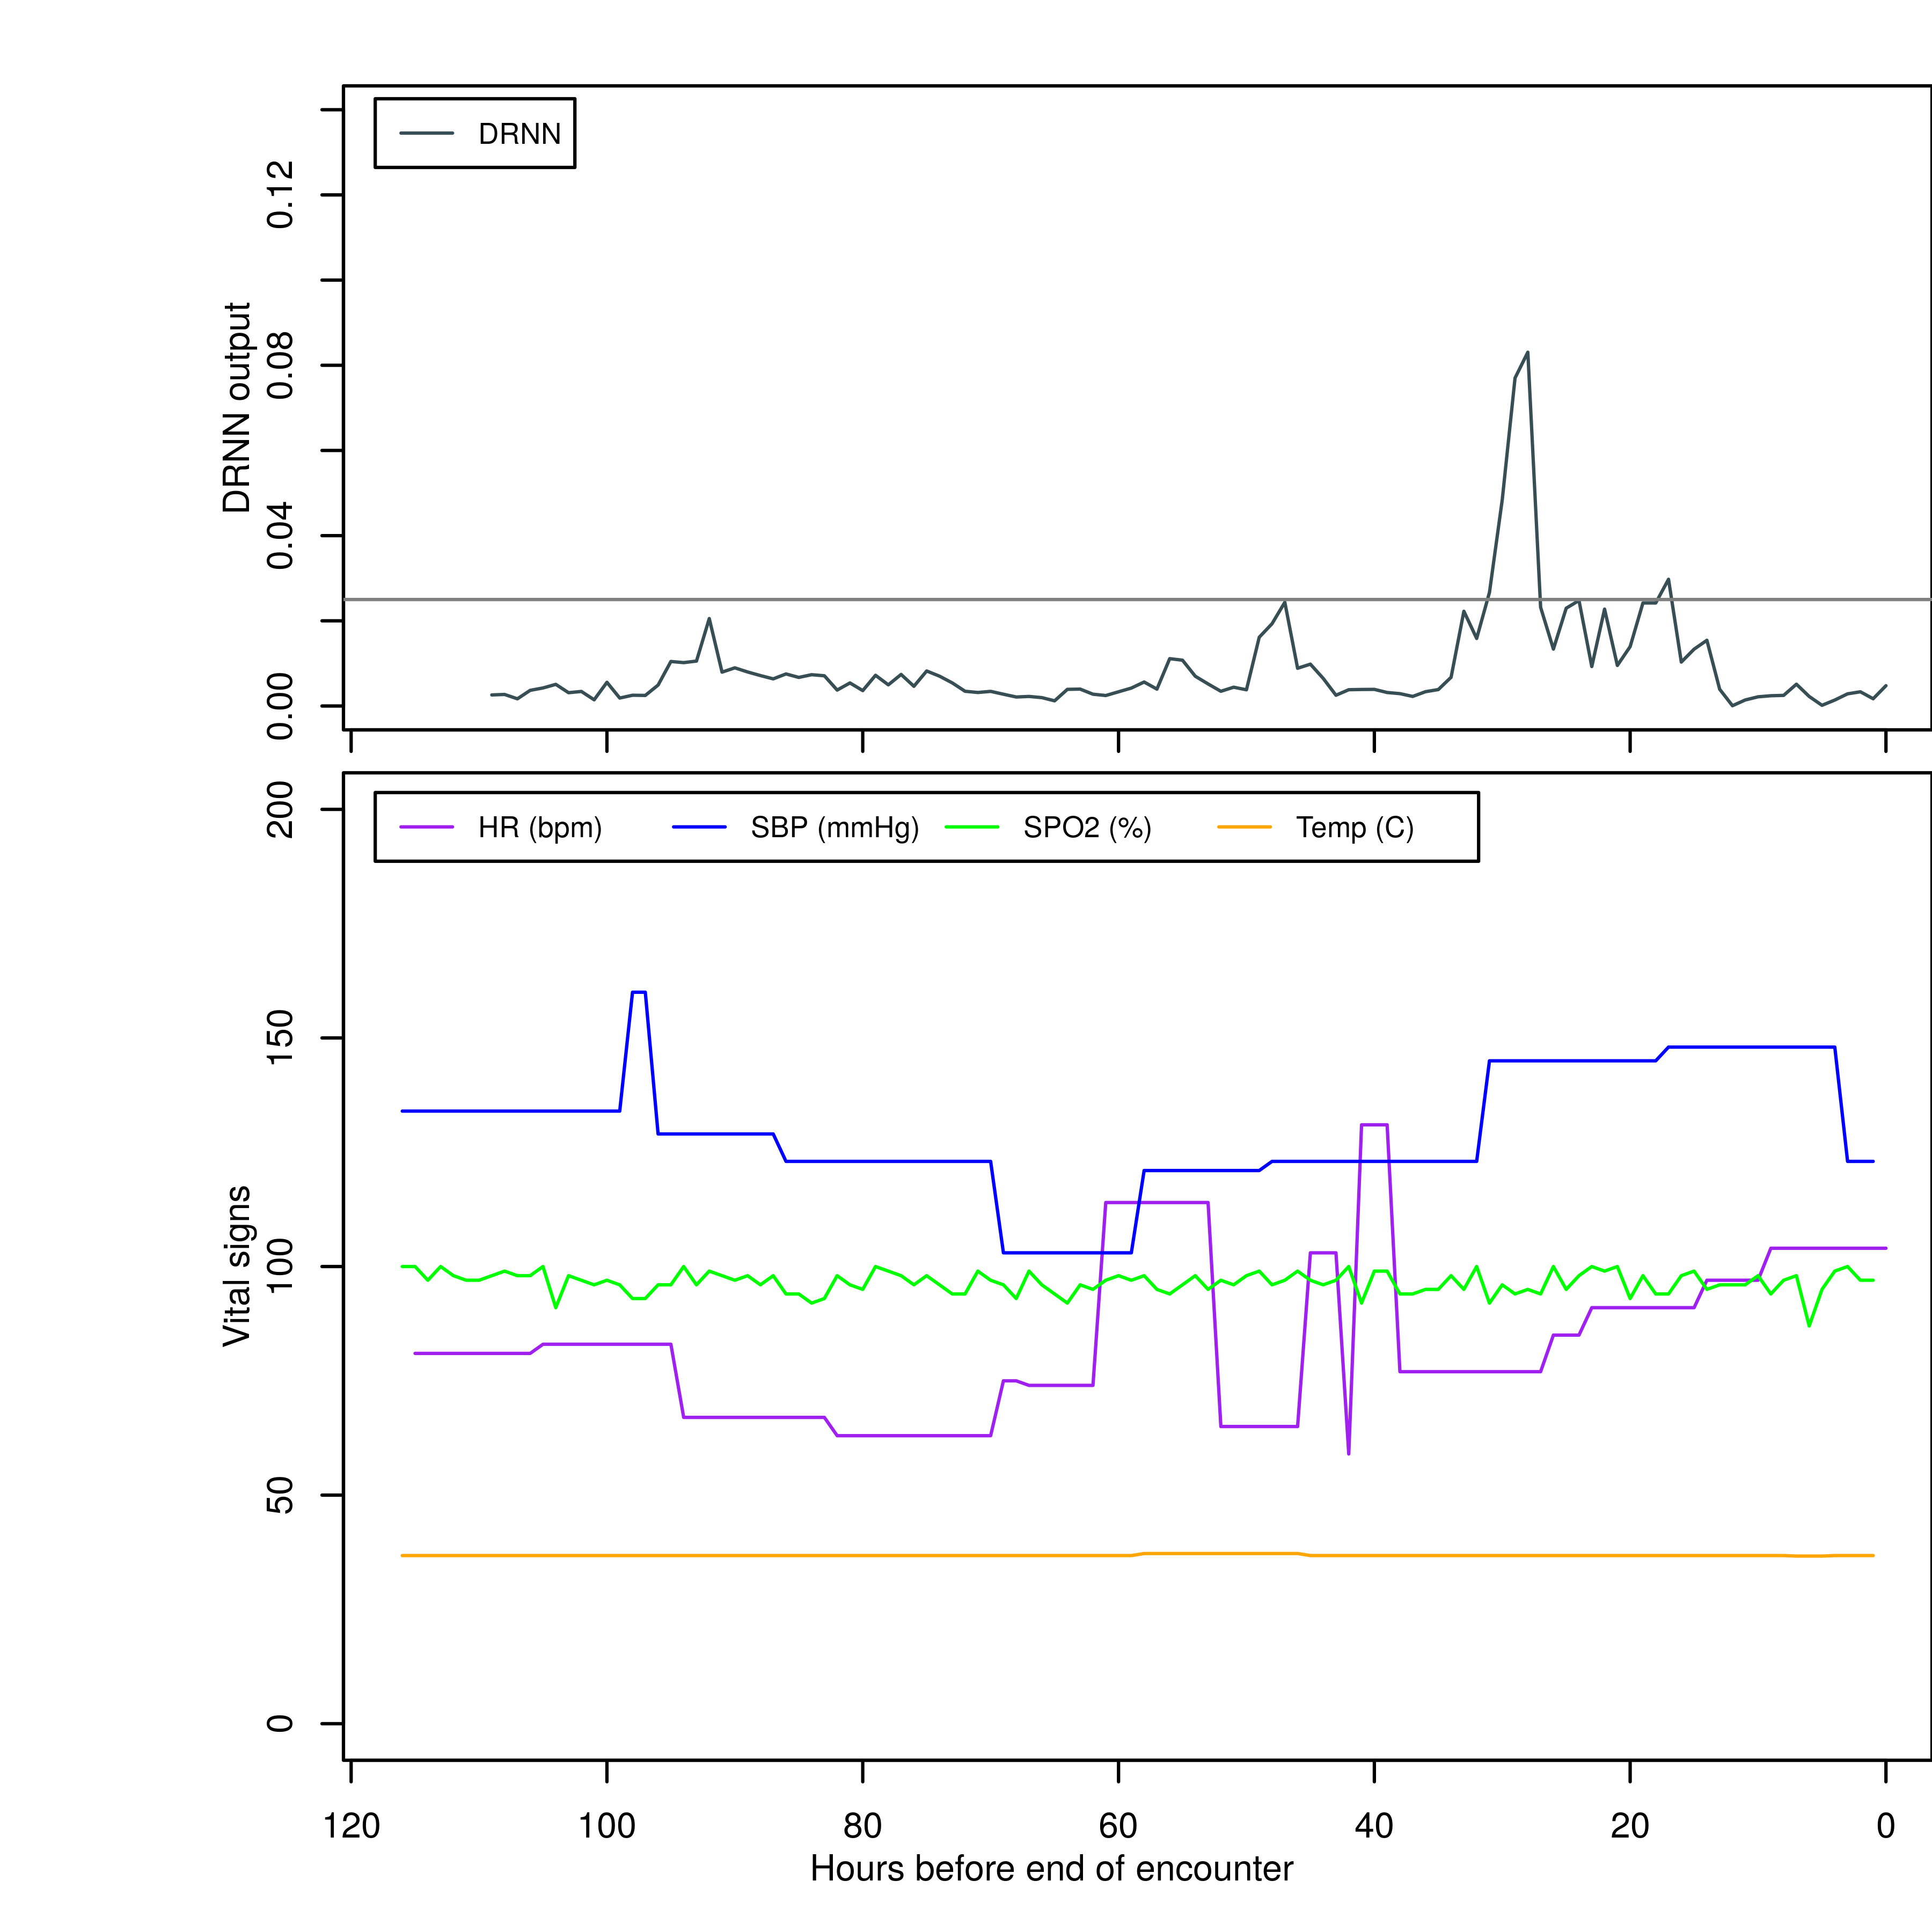 DRNN
0.12
0.08
0.04
0.00
DRNN output
HR (bpm) SBP (mmHg) SPO2 (%) Temp (C)
200
150
100
50
0
Vital signs
120 100 80 60 40 20 0
Hours before end of encounter